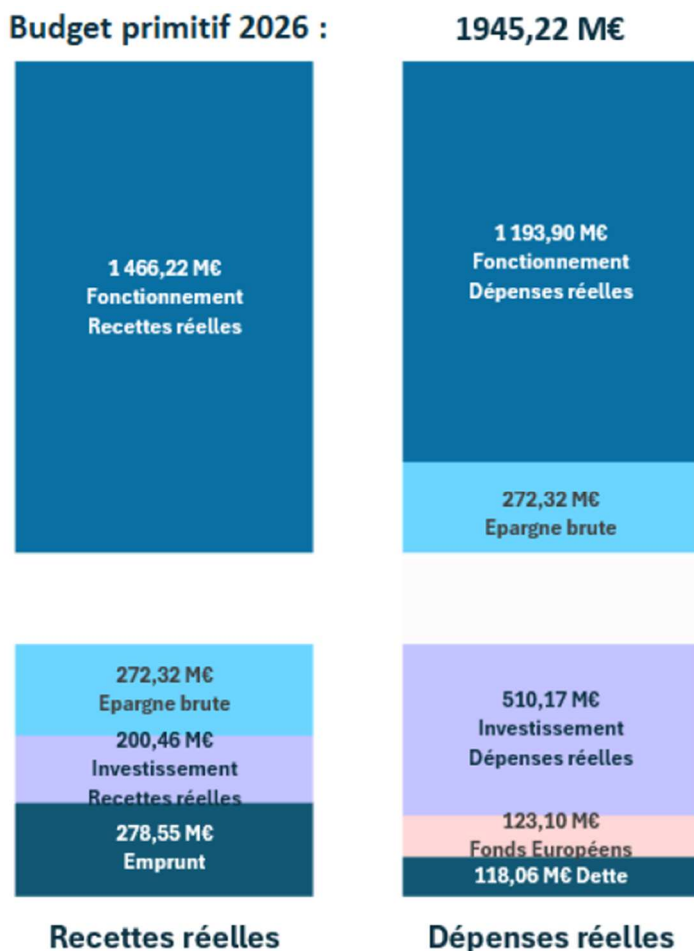 Budget primitif 2026 : 1945,22 M€
1 466,22 M€
Fonctionnement
Recettes réelles
1 193,90 M€
Fonctionnement
Dépenses réelles
272,32 M€
Epargne brute
272,32 M€
Epargne brute
200,46 M€
Investissement
Recettes réelles
278,55 M€
Emprunt
510,17 M€
Investissement
Dépenses réelles
123,10 M€
Fonds Européens
118,06 M€ Dette
Recettes réelles
Dépenses réelles